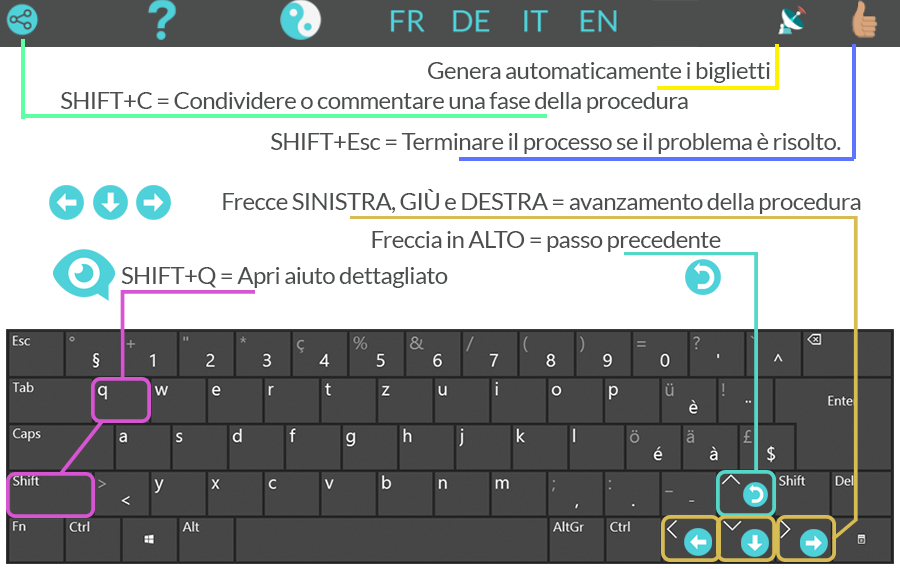 ?
FR DE IT EN
Genera automaticamente i biglietti
SHIFT+C = Condividere o commentare una fase della procedura
SHIFT+Esc = Terminare il processo se il problema è risolto.
Frecce SINISTRA, GIÙ e DESTRA = avanzamento della procedura
Freccia in ALTO = passo precedente
SHIFT+Q = Apri aiuto dettagliato
Esc ° § + 1 " 2 * 3 ç 4 % 5 & 6 / 7 ( 8 ) 9 = 0 ? ' ` ^
Tab q w e r t z u i o p ü è ! ¨ Enter
Caps a s d f g h j k l ö é ä à £ $
Shift > < y x c v b n m ; , : . _ - Shift Del
Fn Ctrl Alt AltGr Ctrl